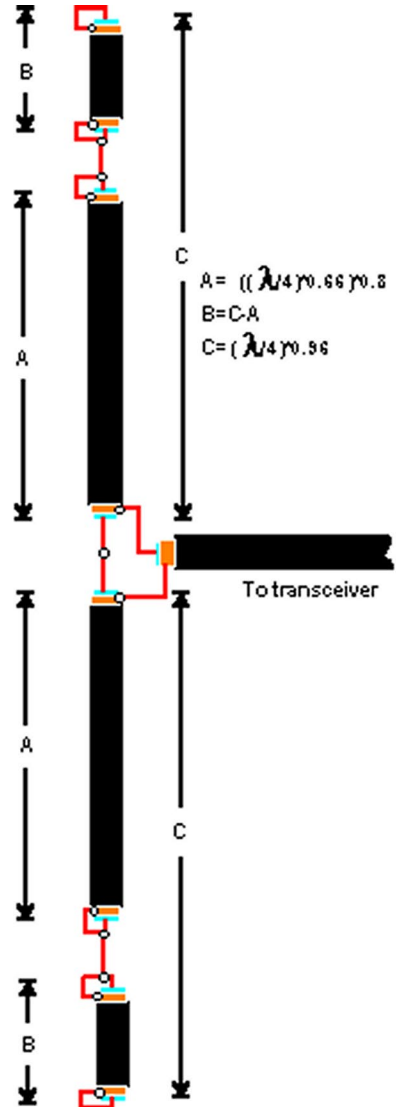 B
C
A= ((λ/4)*0.66)*0.8
B=C-A
C=(λ/4)*0.96
A
To transceiver
A
C
B